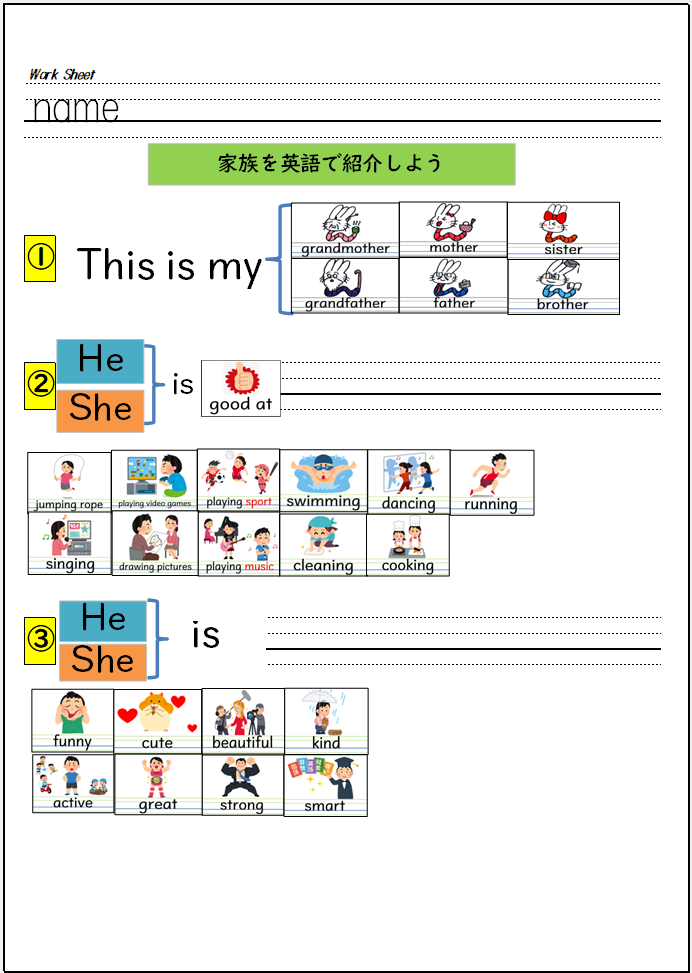 Work Sheet
name
家族を英語で紹介しよう
① This is my
grandmother mother sister
grandfather father brother
② He
She
is good at
jumping rope playing video games playing sport swimming dancing running
singing drawing pictures playing music cleaning cooking
③ He
She
is
funny cute beautiful kind
active great strong smart